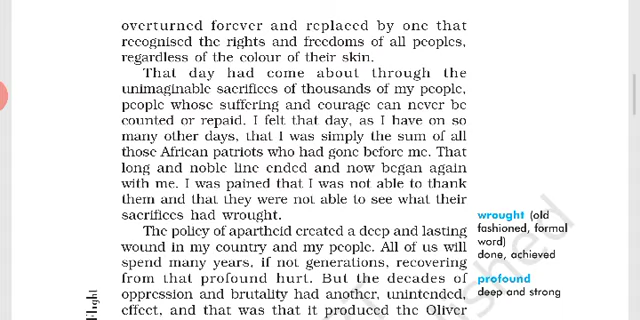 overturned forever and replaced by one that
recognised the rights and freedoms of all peoples,
regardless of the colour of their skin.
That day had come about through the
unimaginable sacrifices of thousands of my people,
people whose suffering and courage can never be
counted or repaid. I felt that day, as I have on so
many other days, that I was simply the sum of all
those African patriots who had gone before me. That
long and noble line ended and now began again
with me. I was pained that I was not able to thank
them and that they were not able to see what their
sacrifices had wrought.
The policy of apartheid created a deep and lasting
wound in my country and my people. All of us will
spend many years, if not generations, recovering
from that profound hurt. But the decades of
oppression and brutality had another, unintended,
effect, and that was that it produced the Oliver
wrought (old
fashioned, formal
word)
done, achieved
profound
deep and strong
Flight